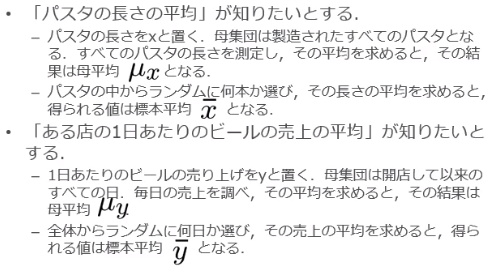 • 「パスタの長さの平均」が知りたいとする．
– パスタの長さをxと置く．母集団は製造されたすべてのパスタとな
る．すべてのパスタの長さを測定し，その平均を求めると，その結
果は母平均 μx となる．
– パスタの中からランダムに何本か選び，その長さの平均を求めると，
得られる値は標本平均 x̄ となる．
• 「ある店の1日あたりのビールの売上の平均」が知りたいと
する．
– 1日あたりのビールの売り上げをyと置く．母集団は開店して以来の
すべての日．毎日の売上を調べ，その平均を求めると，その結果は
母平均 μy
– 全体からランダムに何日か選び，その売上の平均を求めると，得ら
れる値は標本平均 ȳ となる．